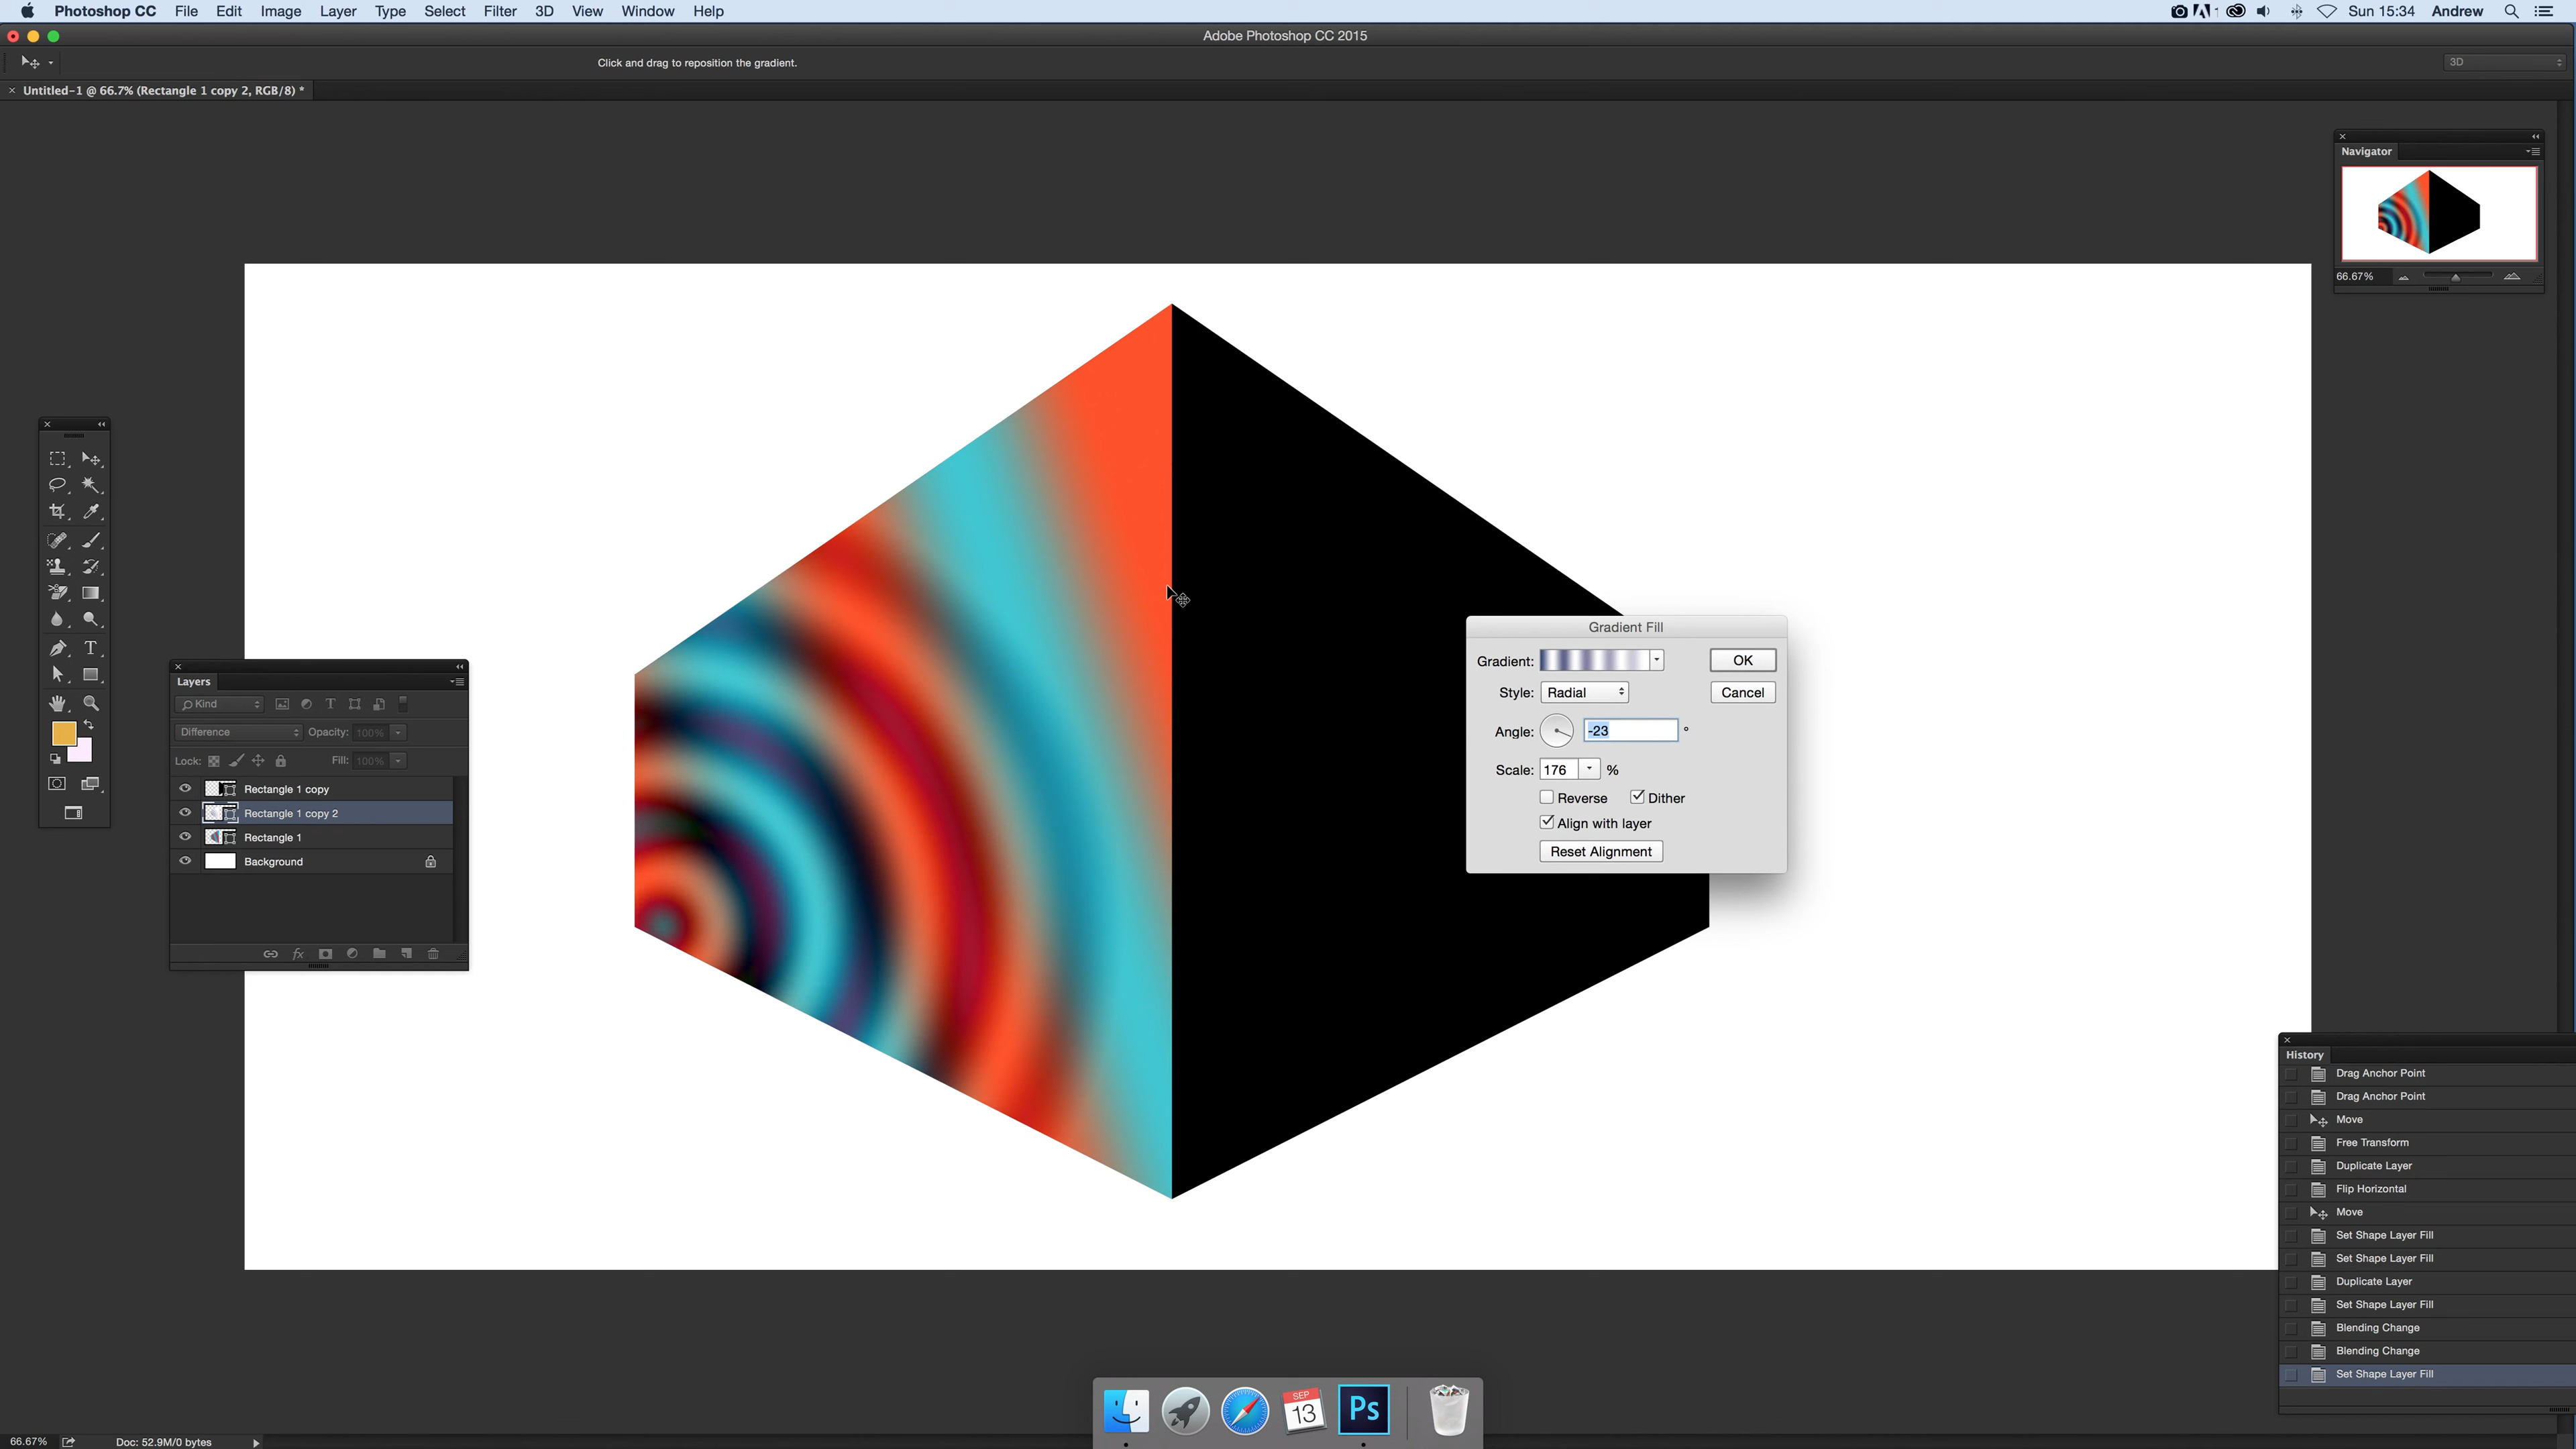 Photoshop CC File Edit Image Layer Type Select Filter 3D View Window Help Sun 15:34 Andrew
Adobe Photoshop CC 2015
Click and drag to reposition the gradient. 3D
Untitled-1 @ 66.7% (Rectangle 1 copy 2, RGB/8) *
Navigator
66.67%
Layers
Kind
Difference Opacity: 100%
Lock: Fill: 100%
Rectangle 1 copy
Rectangle 1 copy 2
Rectangle 1
Background
T
Gradient Fill
Gradient: OK
Style: Radial Cancel
Angle: -23 °
Scale: 176 %
Reverse Dither
Align with layer
Reset Alignment
History
Drag Anchor Point
Drag Anchor Point
Move
Free Transform
Duplicate Layer
Flip Horizontal
Move
Set Shape Layer Fill
Set Shape Layer Fill
Duplicate Layer
Set Shape Layer Fill
Blending Change
Blending Change
Set Shape Layer Fill
SEP
13
Ps
66.67% Doc: 52.9M/0 bytes